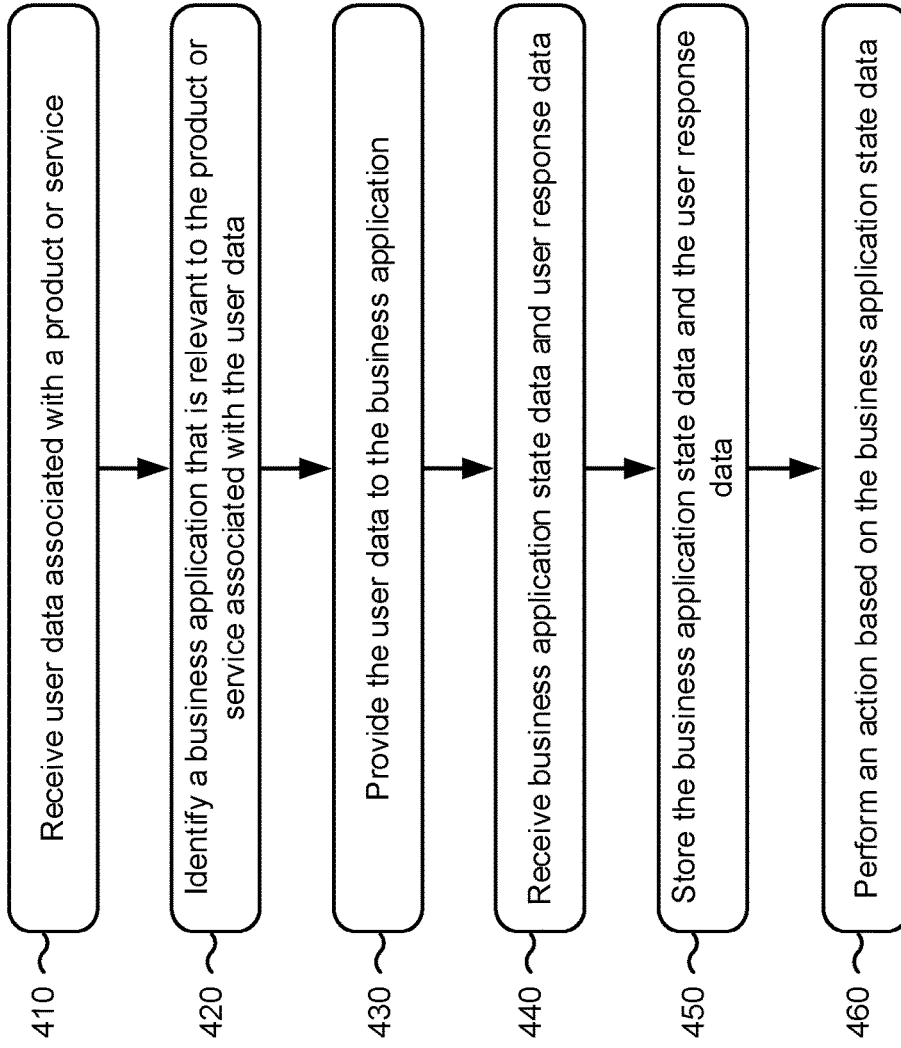 410
Receive user data associated with a product or service
420
Identify a business application that is relevant to the product or
service associated with the user data
430
Provide the user data to the business application
440
Receive business application state data and user response data
450
Store the business application state data and the user response
data
460
Perform an action based on the business application state data